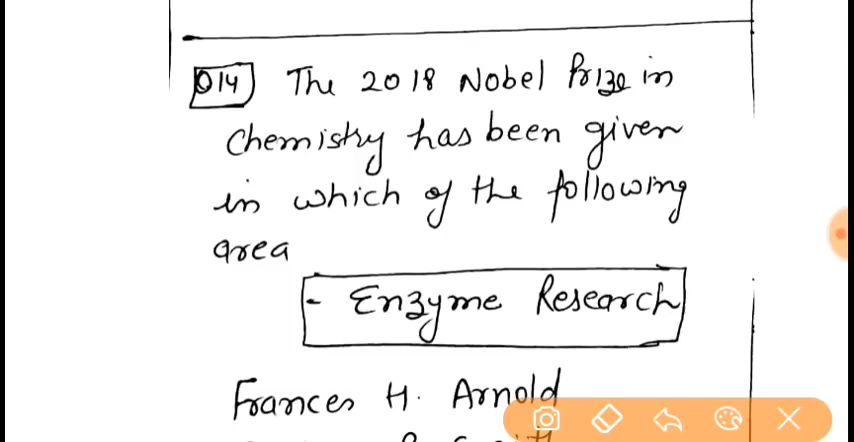 Q14) The 2018 Nobel Prize in
Chemistry has been given
in which of the following
area
- Enzyme Research
Frances H. Arnold